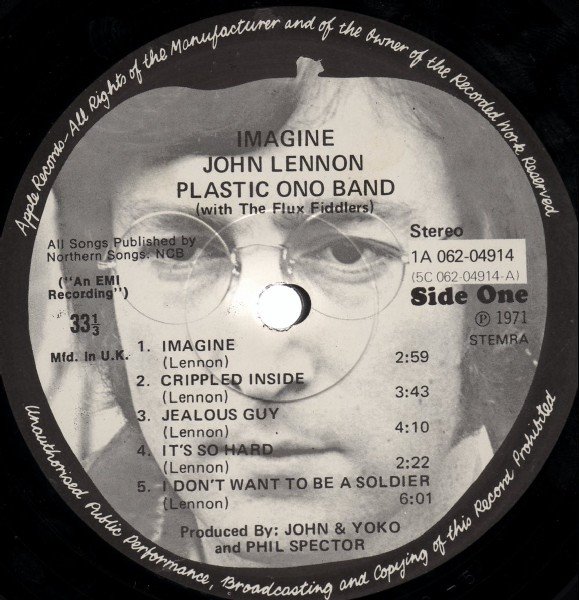 Apple Records - All Rights of the Manufacturer and of the Owner of the Recorded Work Reserved
IMAGINE
JOHN LENNON
PLASTIC ONO BAND
(with The Flux Fiddlers)
All Songs Published by
Northern Songs. NCB
("An EMI
Recording")
33 1/3
Mfd. In U.K.
Stereo
1A 062-04914
(5C 062-04914-A)
Side One
℗ 1971
STEMRA
1. IMAGINE
(Lennon) 2:59
2. CRIPPLED INSIDE
(Lennon) 3:43
3. JEALOUS GUY
(Lennon) 4:10
4. IT'S SO HARD
(Lennon) 2:22
5. I DON'T WANT TO BE A SOLDIER
(Lennon) 6:01
Produced By: JOHN & YOKO
and PHIL SPECTOR
Unauthorised Public Performance, Broadcasting and Copying of this Record Prohibited